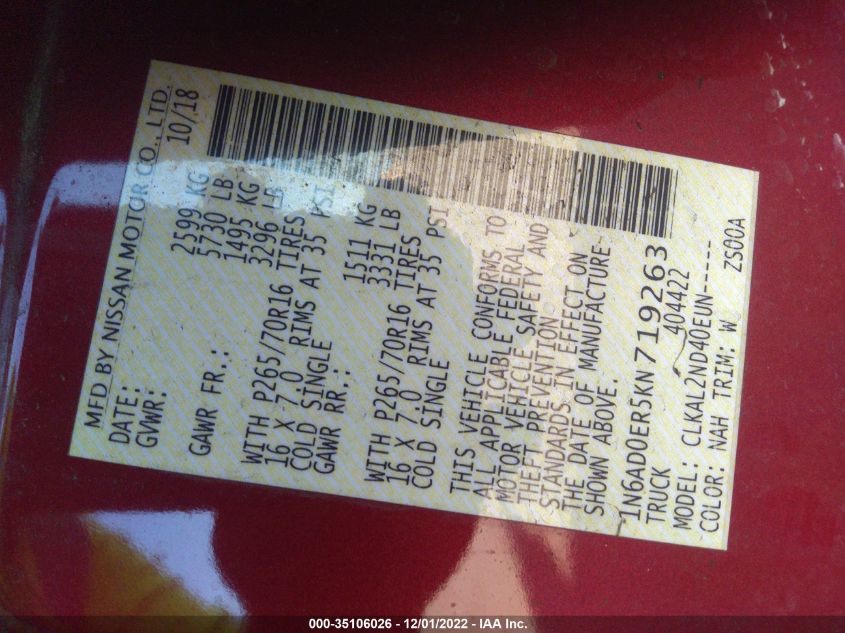 MFD BY NISSAN MOTOR CO., LTD.
DATE: 10/18
GVWR: 2599 KG
5730 LB
GAWR FR.: 1495 KG
3296 LB
WITH P265/70R16 TIRES
16 X 7.0 RIMS AT 35 PSI
COLD SINGLE
GAWR RR.: 1511 KG
3331 LB
WITH P265/70R16 TIRES
16 X 7.0 RIMS AT 35 PSI
COLD SINGLE
THIS VEHICLE CONFORMS TO
ALL APPLICABLE FEDERAL
MOTOR VEHICLE SAFETY AND
THEFT PREVENTION
STANDARDS IN EFFECT ON
THE DATE OF MANUFACTURE
SHOWN ABOVE.
1N6AD0ER5KN719263
TRUCK 404422
MODEL: CLKAL2ND40EUN-----
COLOR: NAH TRIM: W ZS00A
000-35106026 - 12/01/2022 - IAA Inc.